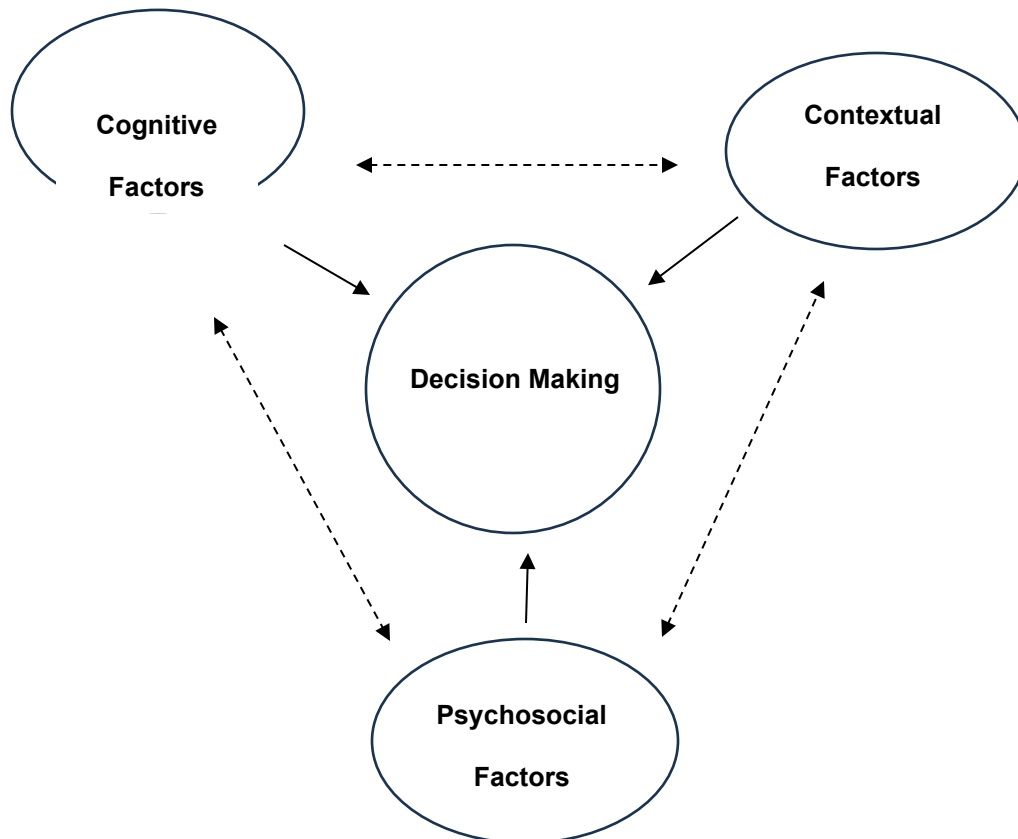 Cognitive
Factors
Contextual
Factors
Decision Making
Psychosocial
Factors